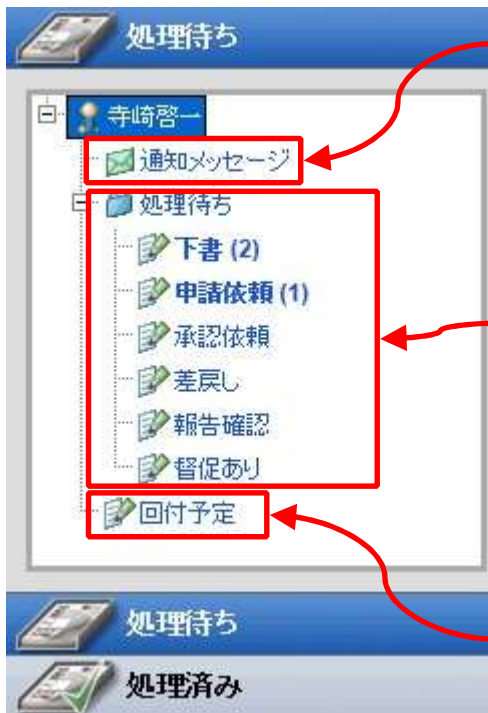 処理待ち
寺崎啓一
通知メッセージ
処理待ち
下書 (2)
申請依頼 (1)
承認依頼
差戻し
報告確認
督促あり
回付予定
処理待ち
処理済み